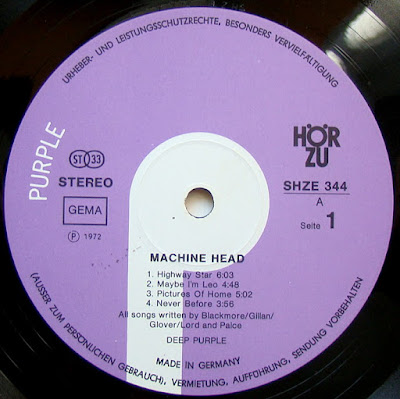 URHEBER- UND LEISTUNGSSCHUTZRECHTE, BESONDERS VERVIELFÄLTIGUNG
PURPLE
ST 33
STEREO
GEMA
℗ 1972
HÖR
ZU
SHZE 344
A
Seite 1
MACHINE HEAD
1. Highway Star 6:03
2. Maybe I'm Leo 4:48
3. Pictures Of Home 5:02
4. Never Before 3:56
All songs written by Blackmore/Gillan/
Glover/Lord and Paice
DEEP PURPLE
MADE IN GERMANY
(AUSSER ZUM PERSÖNLICHEN GEBRAUCH), VERMIETUNG, AUFFÜHRUNG, SENDUNG VORBEHALTEN